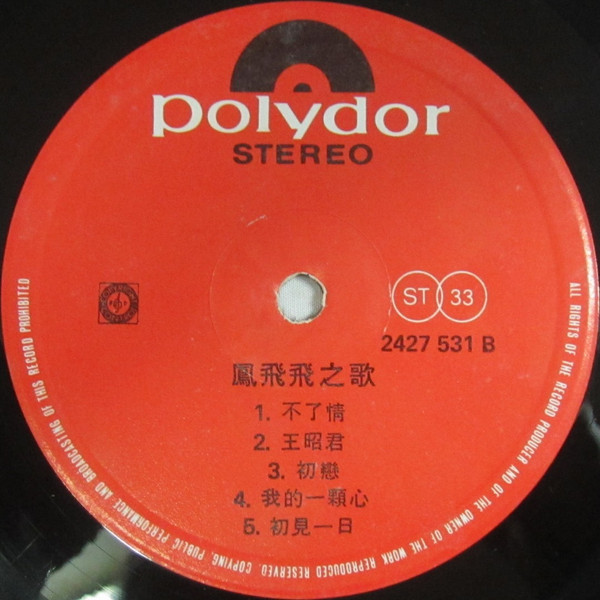 polydor
STEREO
ST 33
2427 531 B
鳳飛飛之歌
1. 不了情
2. 王昭君
3. 初戀
4. 我的一顆心
5. 初見一日
ALL RIGHTS OF THE RECORD PRODUCER AND OF THE OWNER OF THE WORK REPRODUCED RESERVED. COPYING, PUBLIC PERFORMANCE AND BROADCASTING OF THIS RECORD PROHIBITED